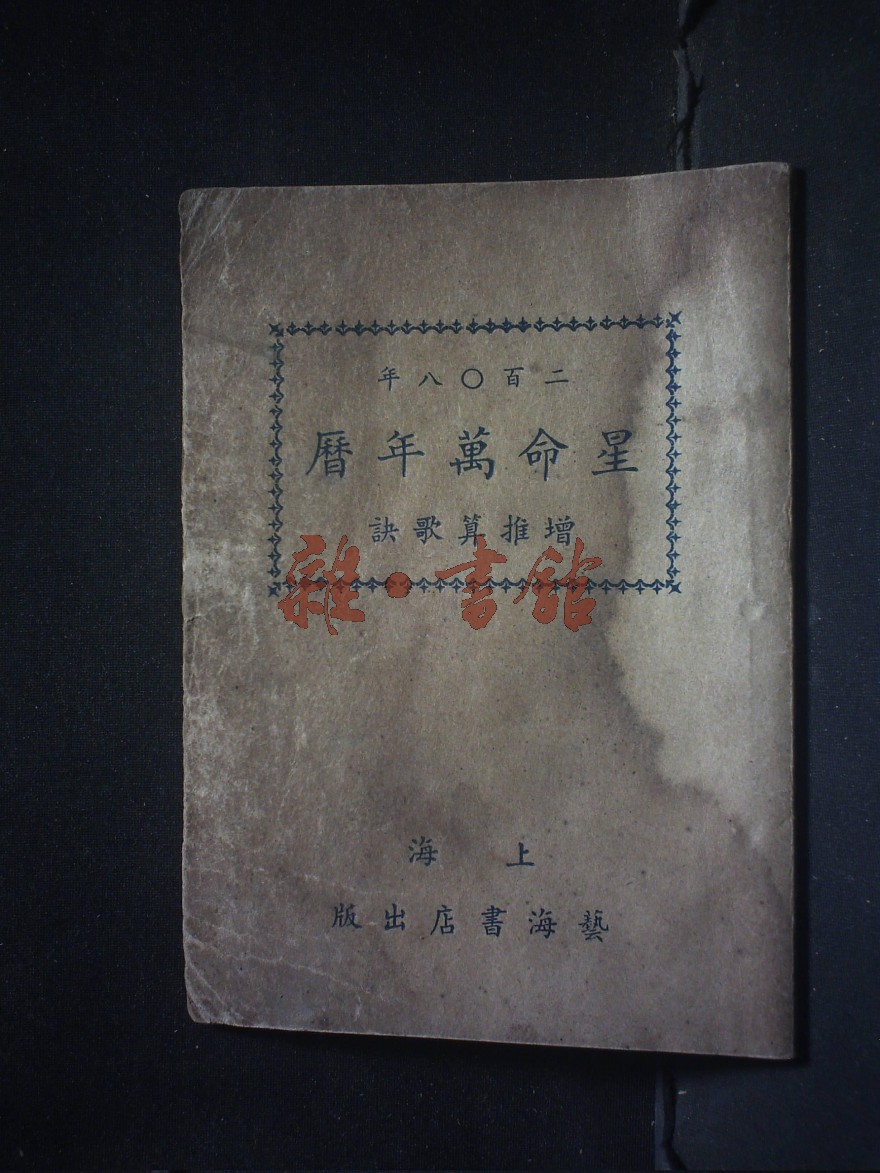 二百〇八年
星命萬年曆
增推算歌訣
雜·書館
上海
藝海書店出版